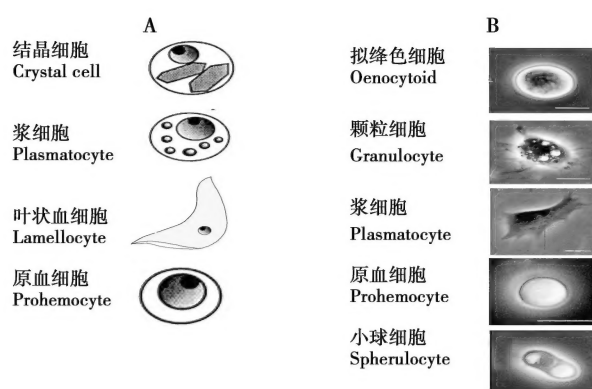 A
结晶细胞
Crystal cell
浆细胞
Plasmatocyte
叶状血细胞
Lamellocyte
原血细胞
Prohemocyte
B
拟绛色细胞
Oenocytoid
颗粒细胞
Granulocyte
浆细胞
Plasmatocyte
原血细胞
Prohemocyte
小球细胞
Spherulocyte